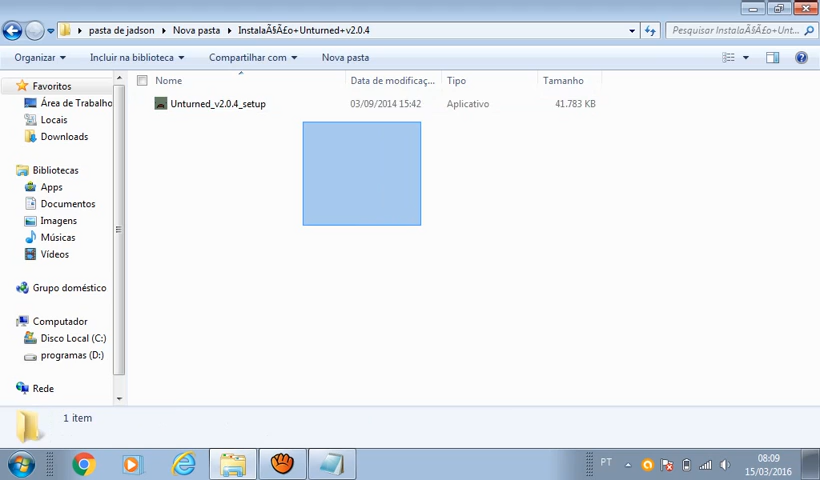 pasta de jadson
Nova pasta
InstalaÃ§Ã£o+Unturned+v2.0.4
Pesquisar InstalaÃ§Ã£o+Unt...
Organizar
Incluir na biblioteca
Compartilhar com
Nova pasta
Nome
Data de modificaç...
Tipo
Tamanho
Unturned_v2.0.4_setup
03/09/2014 15:42
Aplicativo
41.783 KB
Favoritos
Área de Trabalho
Locais
Downloads
Bibliotecas
Apps
Documentos
Imagens
Músicas
Vídeos
Grupo doméstico
Computador
Disco Local (C:)
programas (D:)
Rede
1 item
PT
08:09
15/03/2016